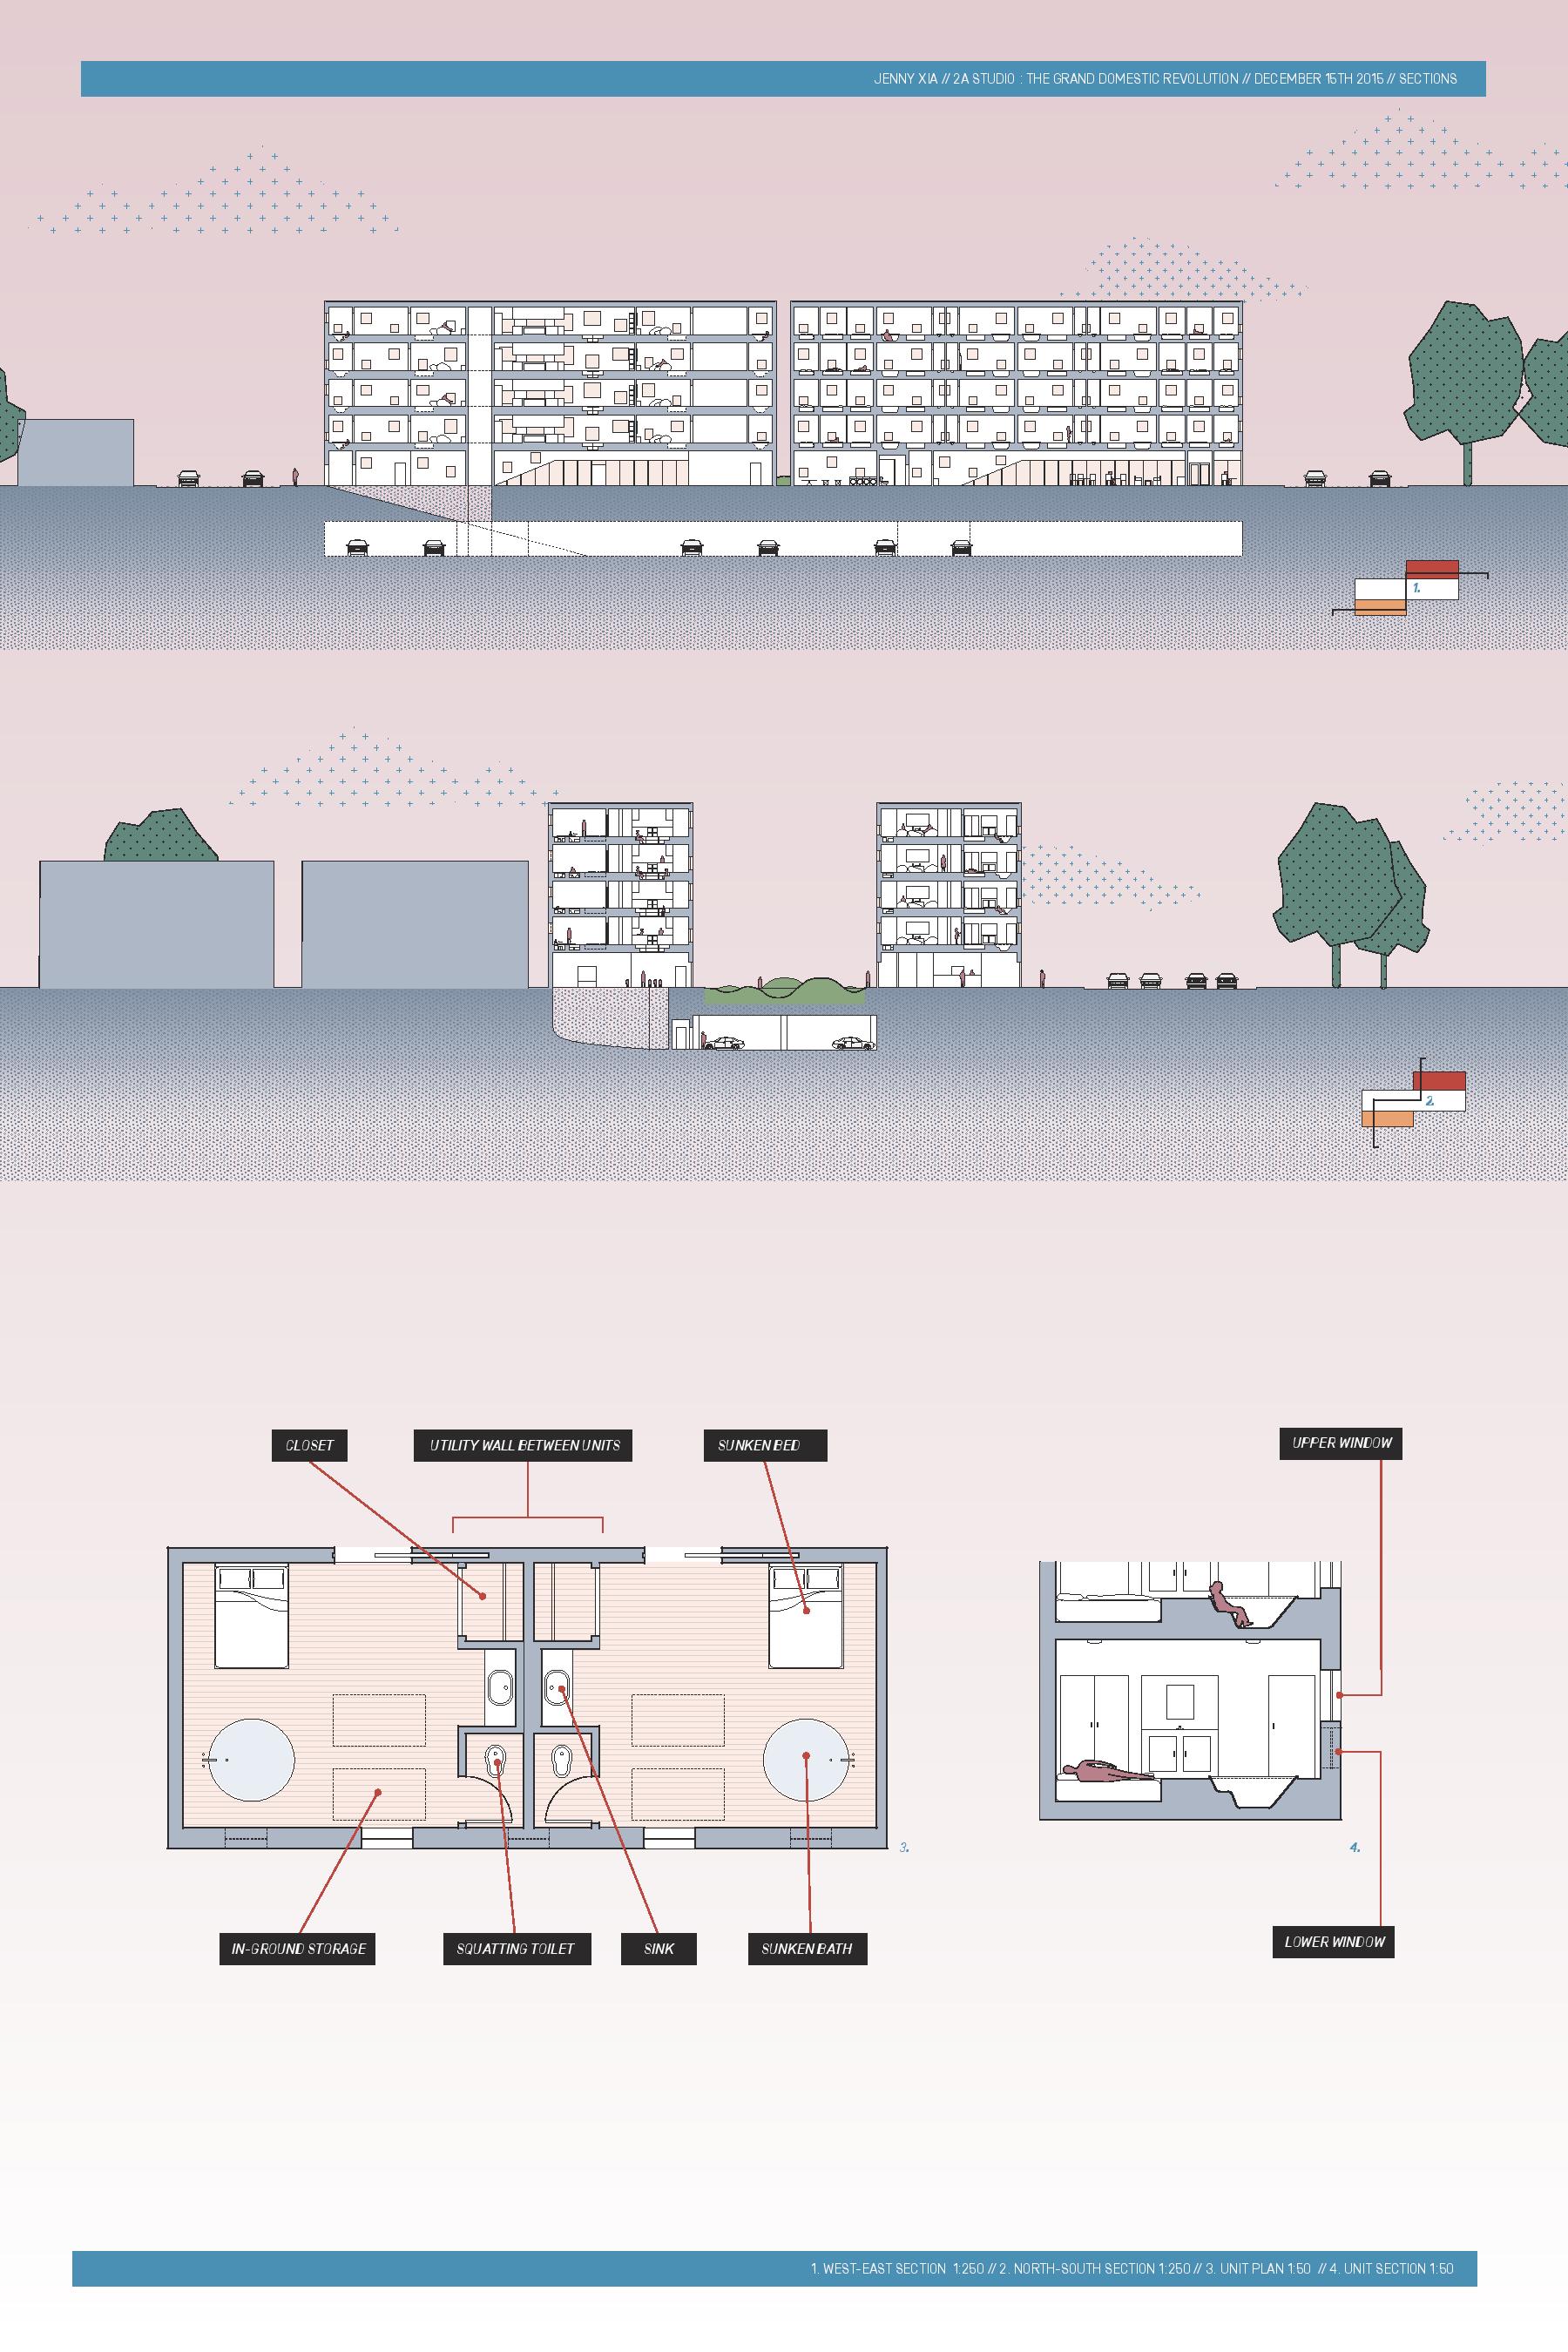 JENNY XIA // 2A STUDIO : THE GRAND DOMESTIC REVOLUTION // DECEMBER 15TH 2015 // SECTIONS
1.
2.
CLOSET
UTILITY WALL BETWEEN UNITS
SUNKEN BED
UPPER WINDOW
3.
4.
IN-GROUND STORAGE
SQUATTING TOILET
SINK
SUNKEN BATH
LOWER WINDOW
1. WEST-EAST SECTION 1:250 // 2. NORTH-SOUTH SECTION 1:250 // 3. UNIT PLAN 1:50 // 4. UNIT SECTION 1:50